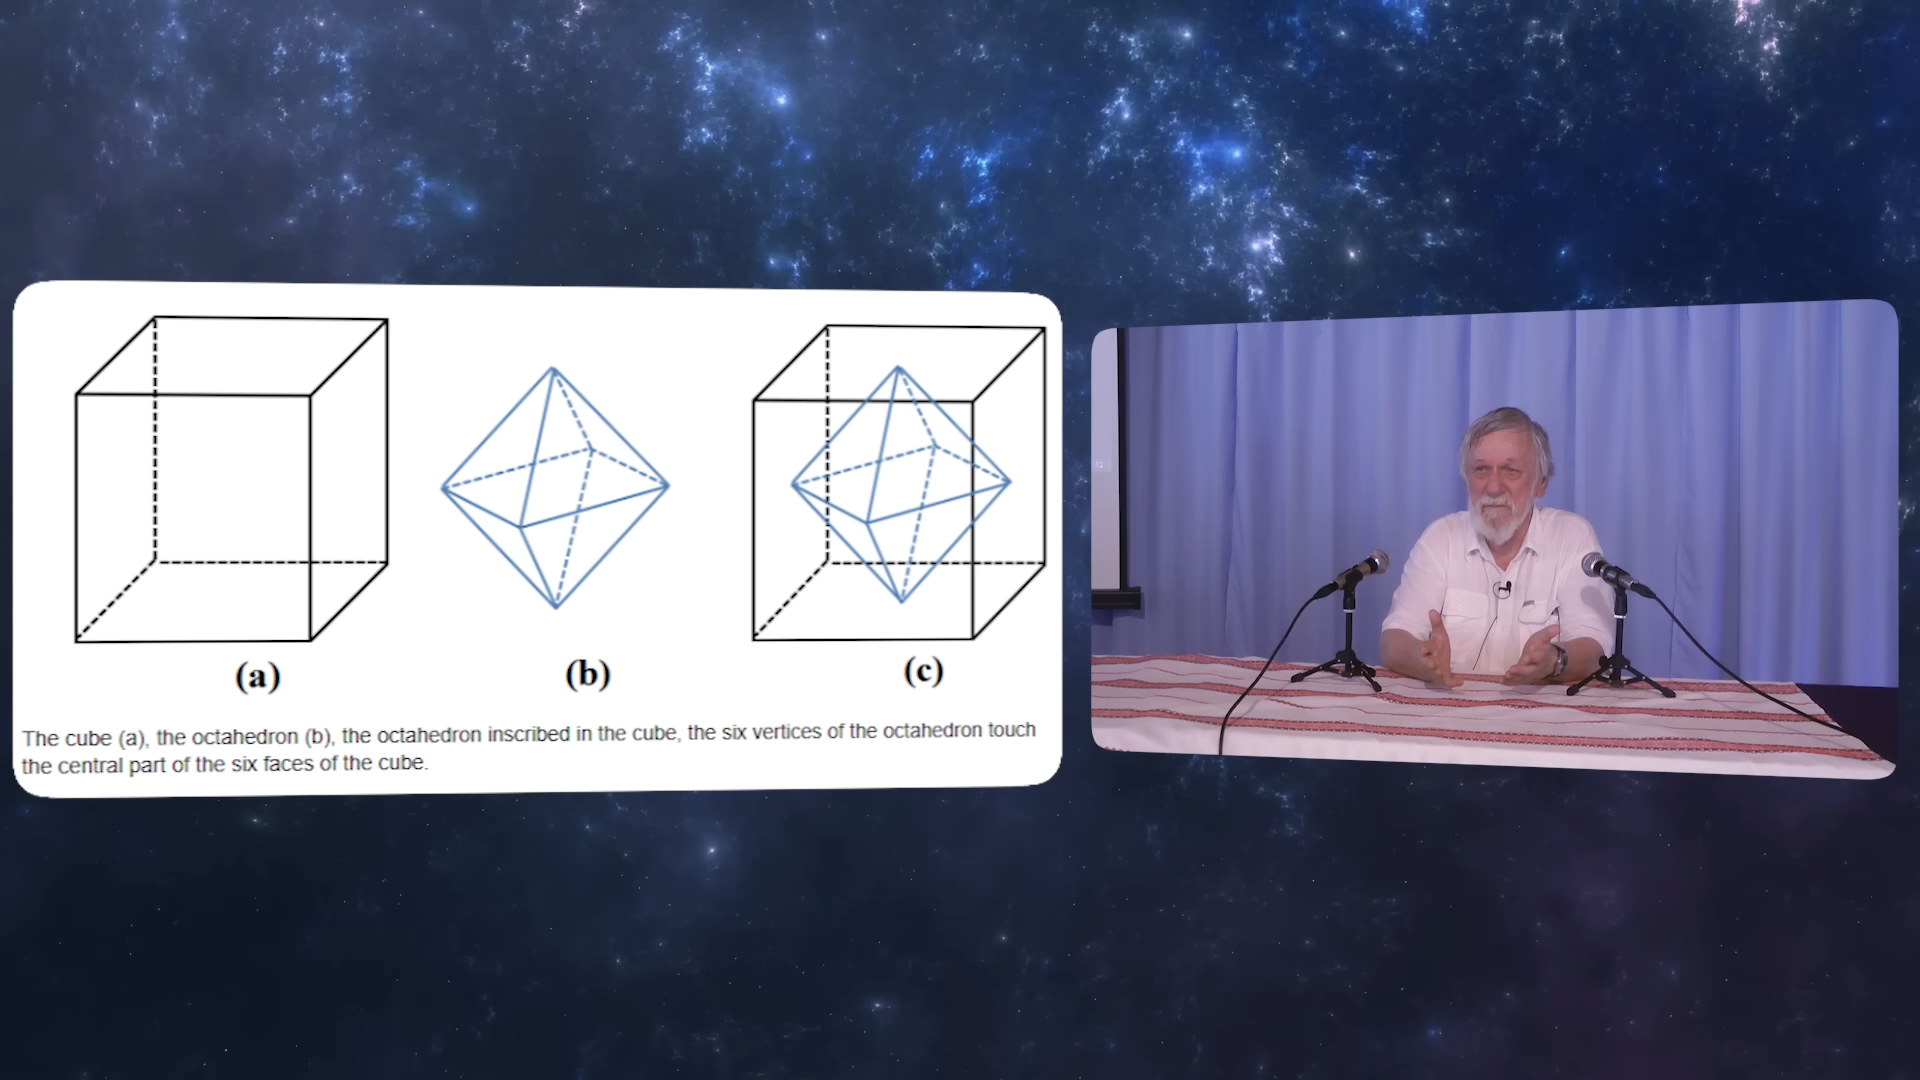 (a)
(b)
(c)
The cube (a), the octahedron (b), the octahedron inscribed in the cube, the six vertices of the octahedron touch
the central part of the six faces of the cube.